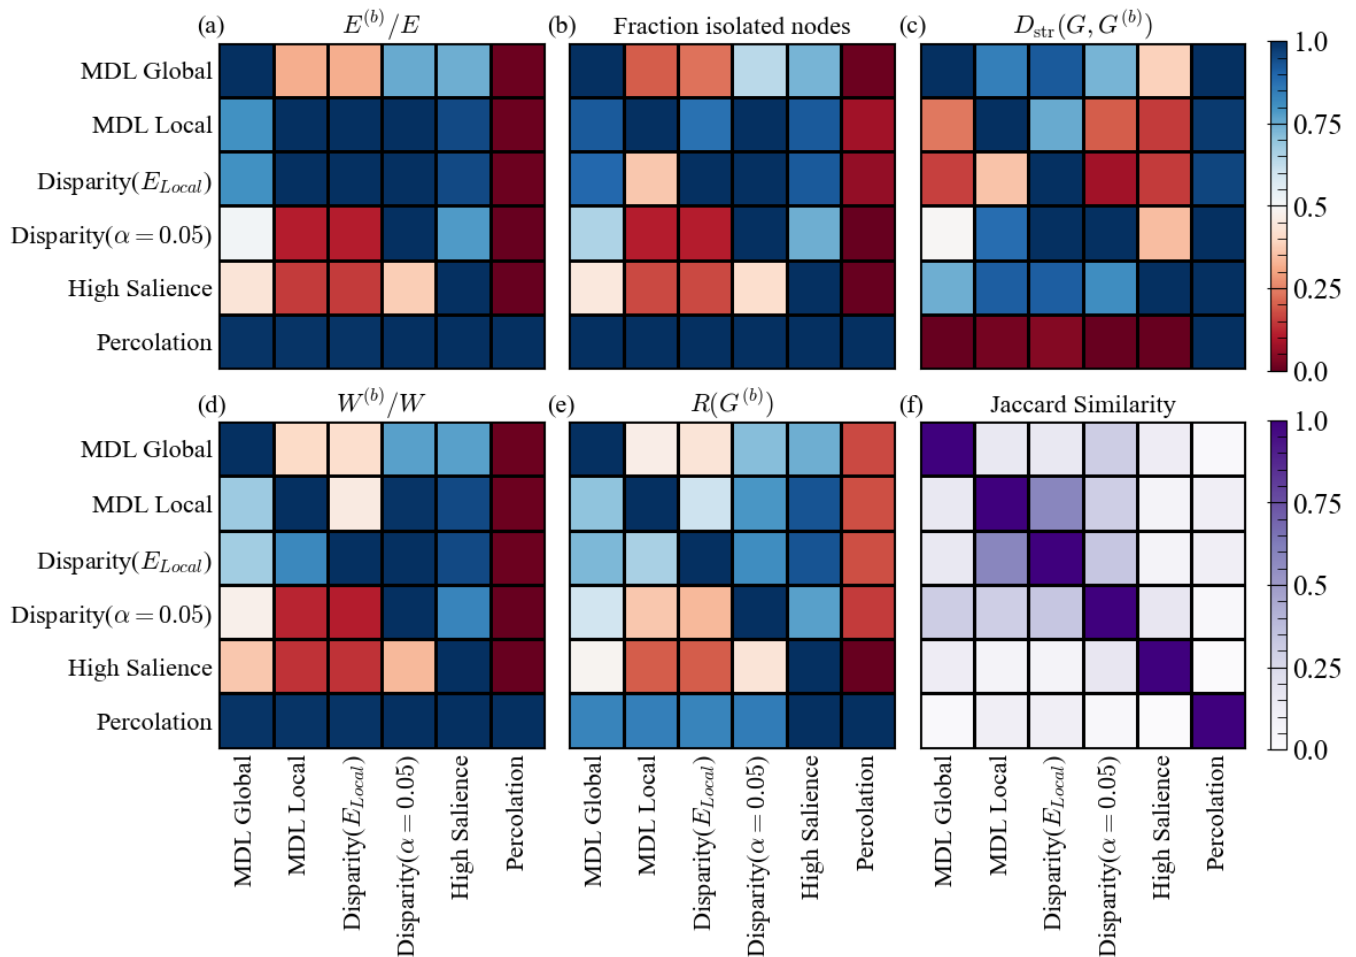 (a) E^(b)/E
(b) Fraction isolated nodes
(c) D_str(G, G^(b))
MDL Global
MDL Local
Disparity(E_Local)
Disparity(α = 0.05)
High Salience
Percolation
1.0
0.75
0.5
0.25
0.0
(d) W^(b)/W
(e) R(G^(b))
(f) Jaccard Similarity
MDL Global
MDL Local
Disparity(E_Local)
Disparity(α = 0.05)
High Salience
Percolation
1.0
0.75
0.5
0.25
0.0
MDL Global
MDL Local
Disparity(E_Local)
Disparity(α = 0.05)
High Salience
Percolation
MDL Global
MDL Local
Disparity(E_Local)
Disparity(α = 0.05)
High Salience
Percolation
MDL Global
MDL Local
Disparity(E_Local)
Disparity(α = 0.05)
High Salience
Percolation